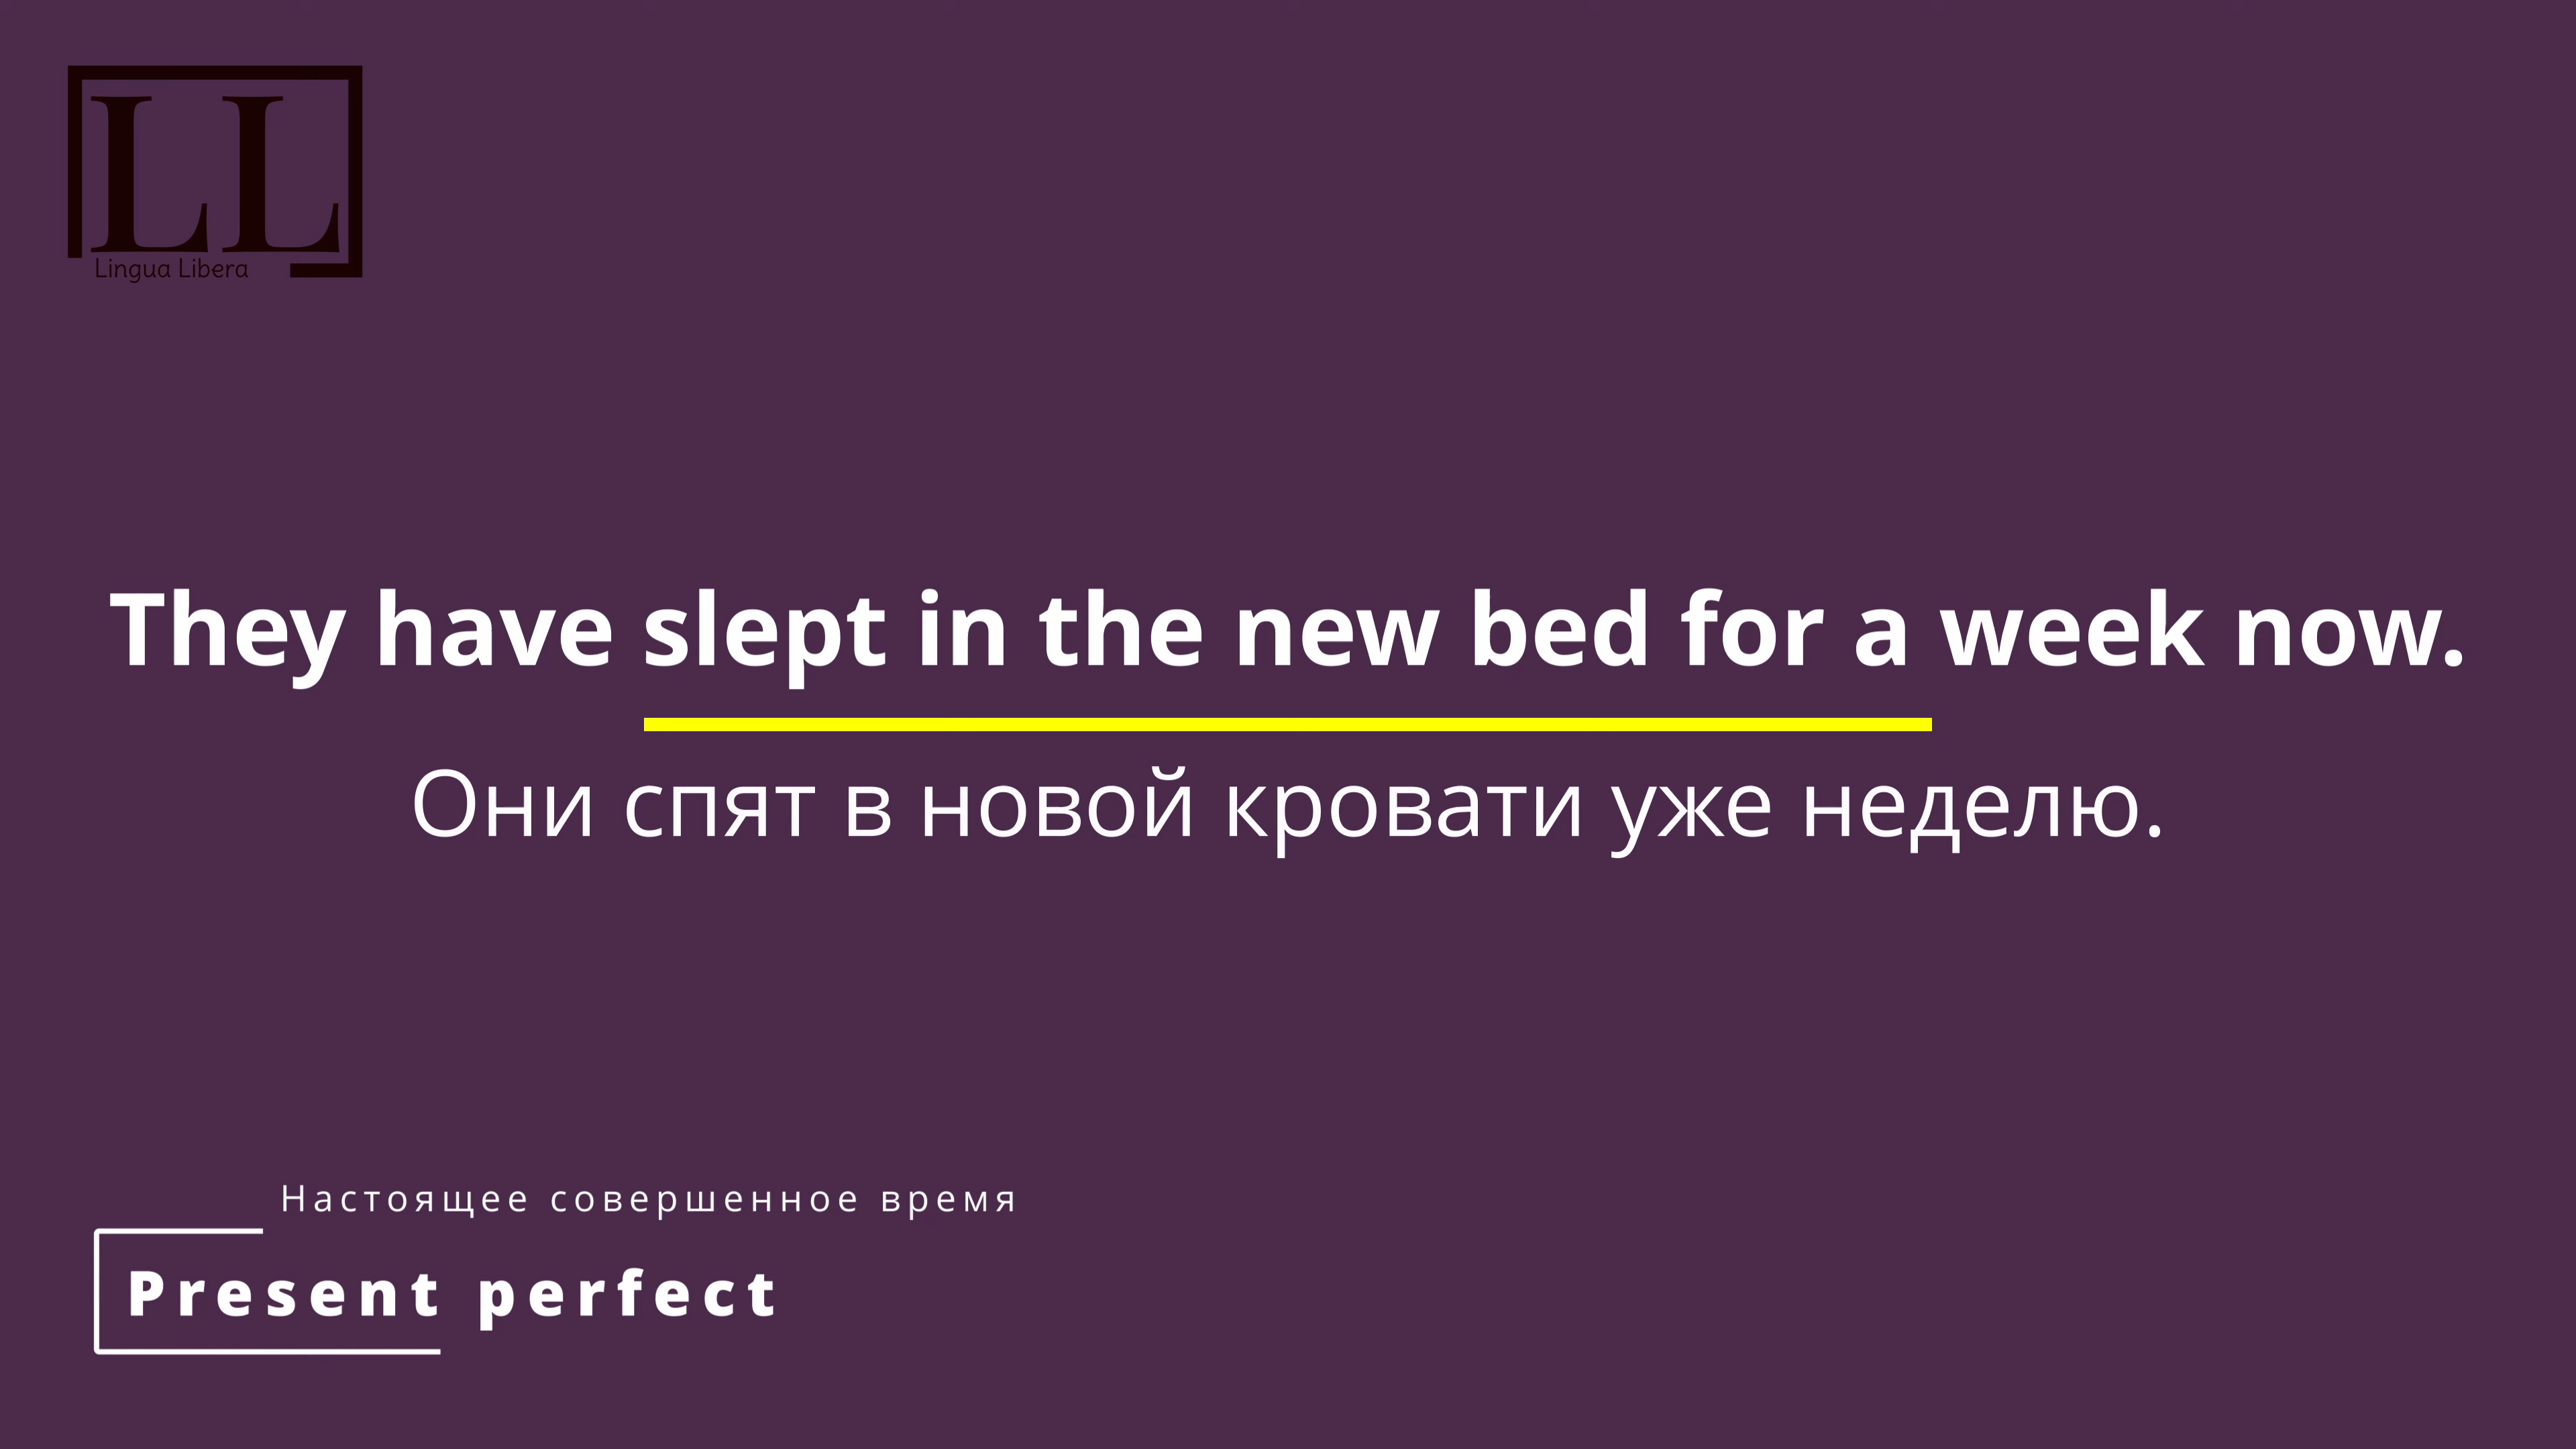 LL
Lingua Libera
They have slept in the new bed for a week now.
Они спят в новой кровати уже неделю.
Настоящее совершенное время
Present perfect